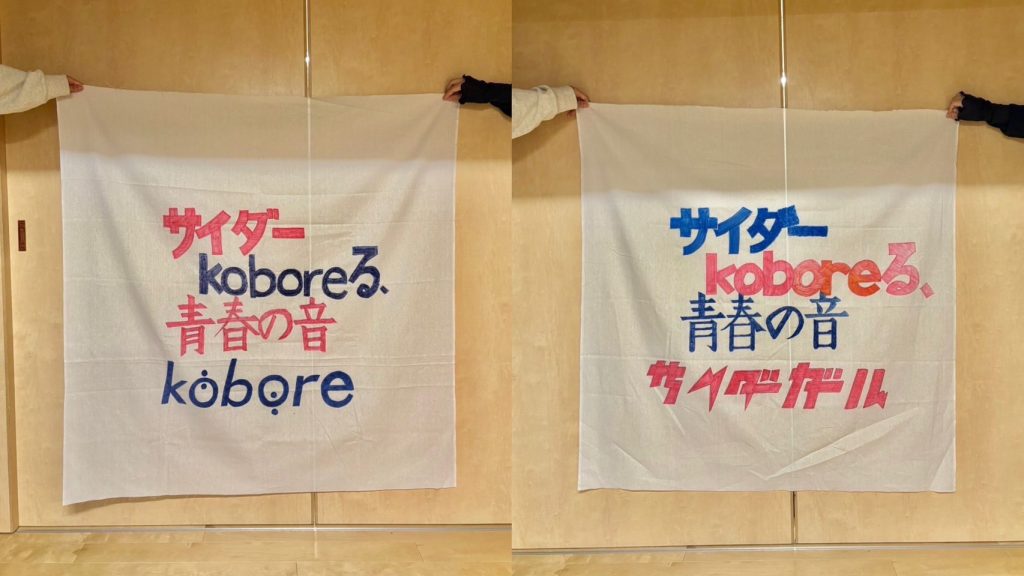 サイダー
koboreる、
青春の音
kobore
サイダー
koboreる、
青春の音
サイダーガール